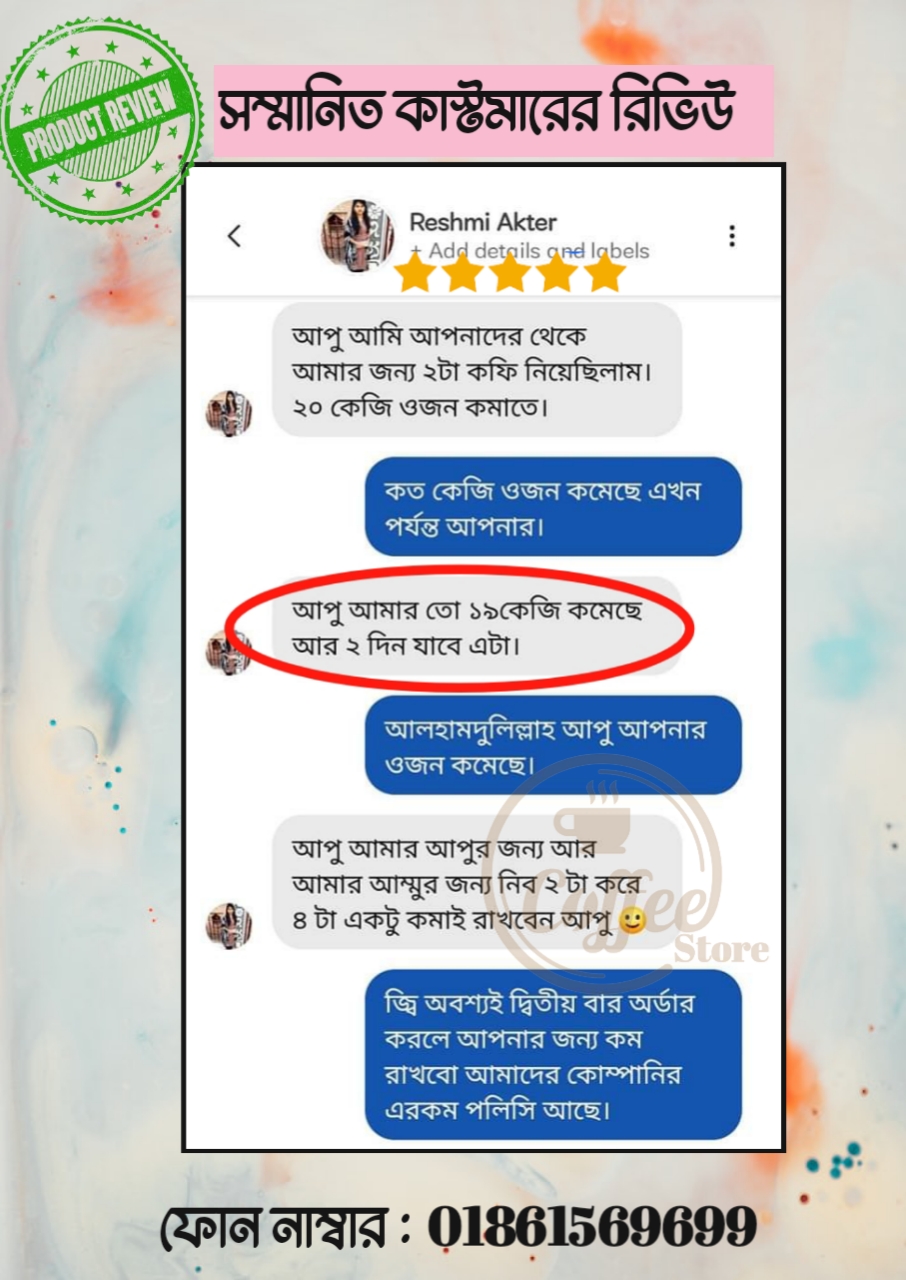 PRODUCT REVIEW
সম্মানিত কাস্টমারের রিভিউ
Reshmi Akter
+ Add details and labels
আপু আমি আপনাদের থেকে
আমার জন্য ২টা কফি নিয়েছিলাম।
২০ কেজি ওজন কমাতে।
কত কেজি ওজন কমেছে এখন
পর্যন্ত আপনার।
আপু আমার তো ১৯কেজি কমেছে
আর ২ দিন যাবে এটা।
আলহামদুলিল্লাহ আপু আপনার
ওজন কমেছে।
আপু আমার আপুর জন্য আর
আমার আম্মুর জন্য নিব ২ টা করে
৪ টা একটু কমাই রাখবেন আপু 🙂
Coffee
Store
জ্বি অবশ্যই দ্বিতীয় বার অর্ডার
করলে আপনার জন্য কম
রাখবো আমাদের কোম্পানির
এরকম পলিসি আছে।
ফোন নাম্বার : 01861569699